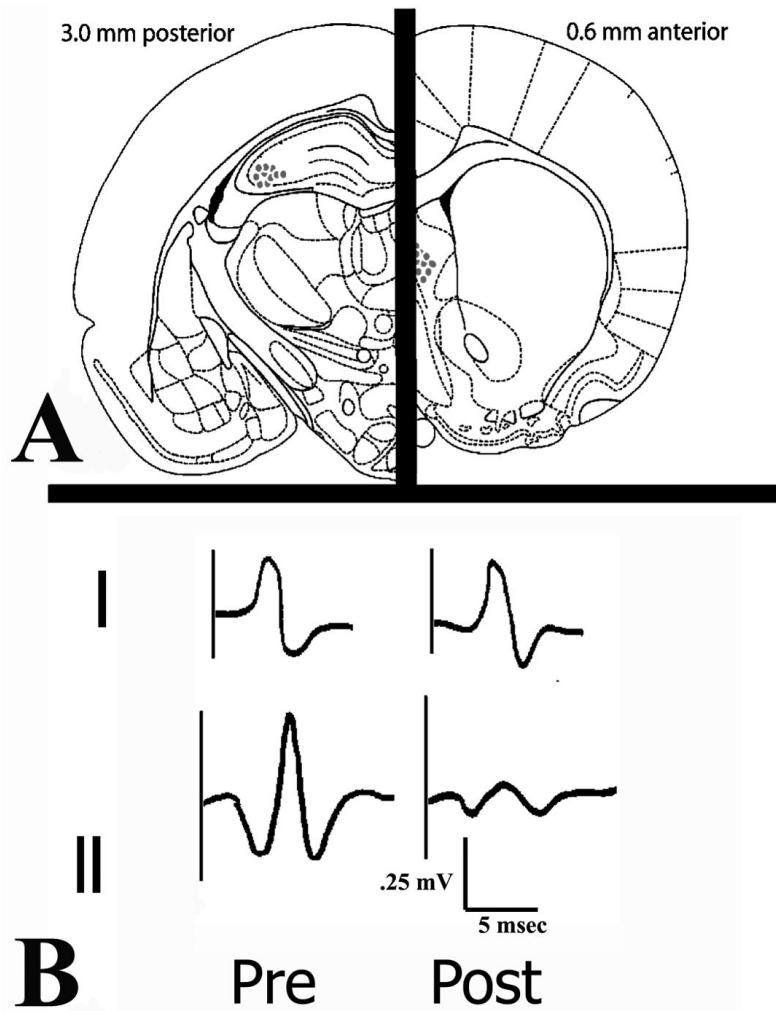 3.0 mm posterior
0.6 mm anterior
A
I
II
.25 mV
5 msec
B
Pre
Post